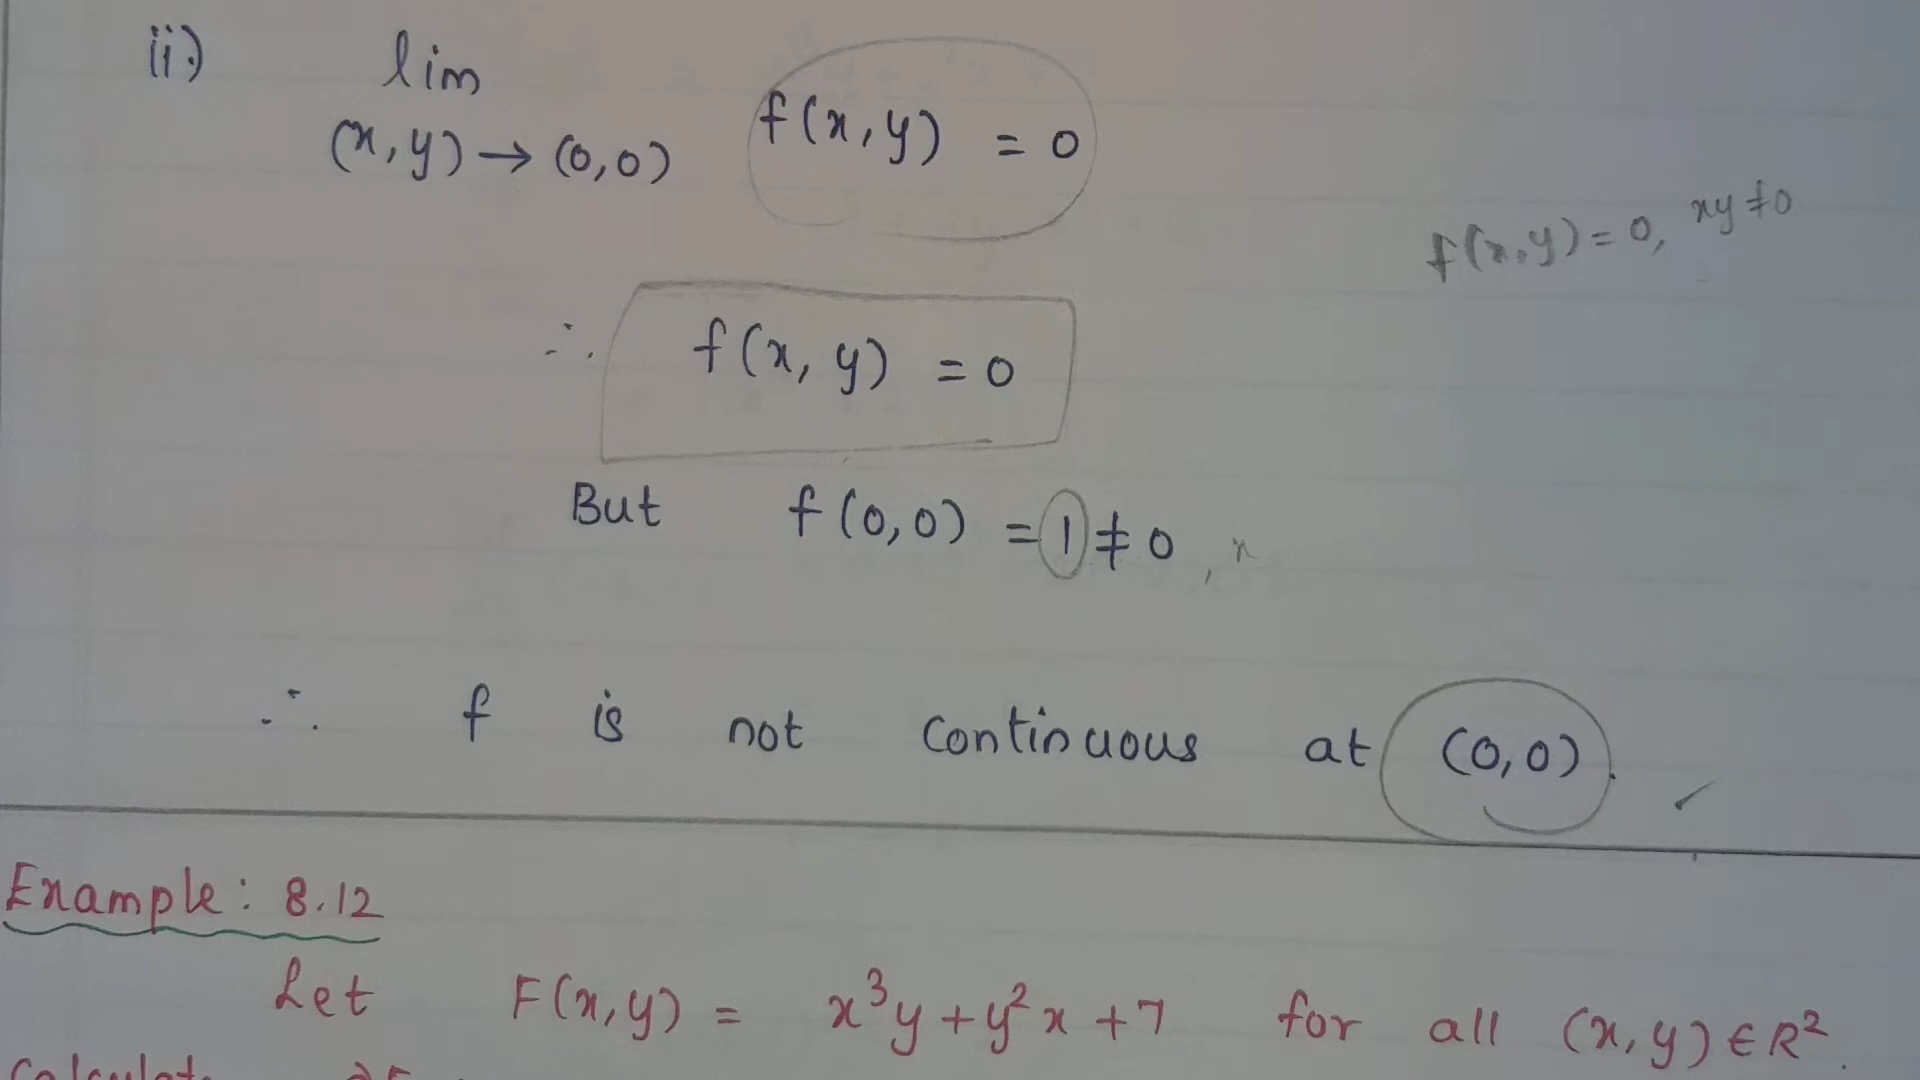 ii) lim f(x,y) = 0
(x,y) → (0,0)
f(x,y) = 0, xy ≠ 0
∴ f(x, y) = 0
But f(0,0) = 1 ≠ 0, x
∴ f is not continuous at (0,0).
Example: 8.12
Let F(x,y) = x³y + y²x + 7 for all (x,y) ∈ R².